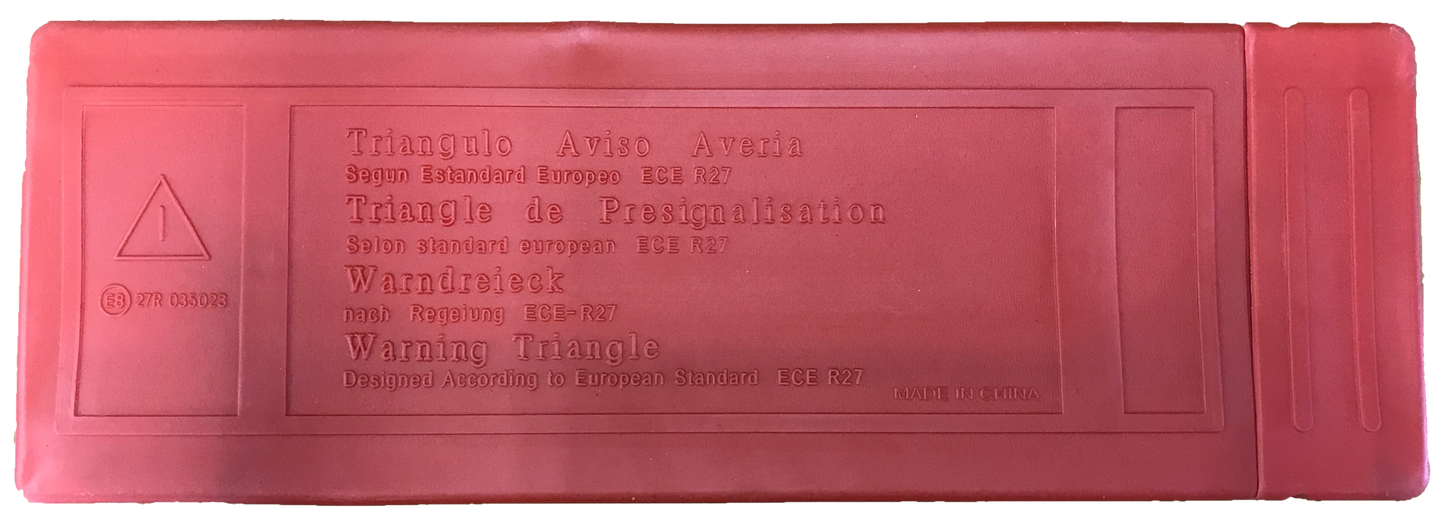 Triangulo Aviso Averia
Segun Estandard Europeo ECE R27
Triangle de Presignalisation
Selon standard european ECE R27
Warndreieck
nach Regeiung ECE-R27
Warning Triangle
Designed According to European Standard ECE R27
MADE IN CHINA
E8 27R 035023